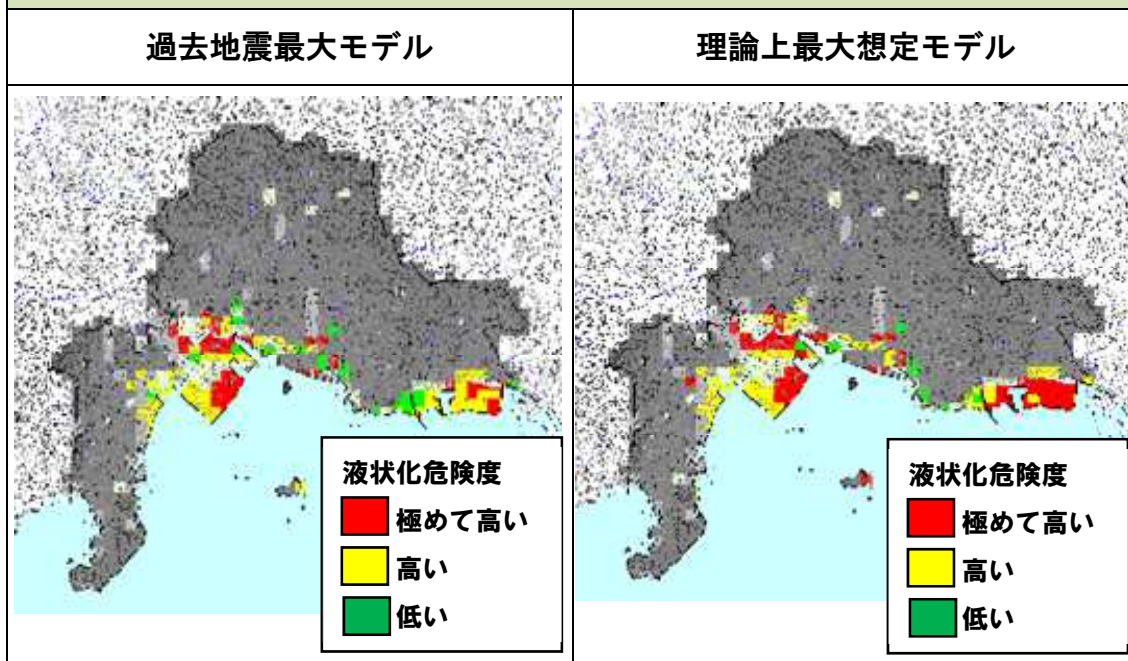 過去地震最大モデル
理論上最大想定モデル
液状化危険度
極めて高い
高い
低い
液状化危険度
極めて高い
高い
低い